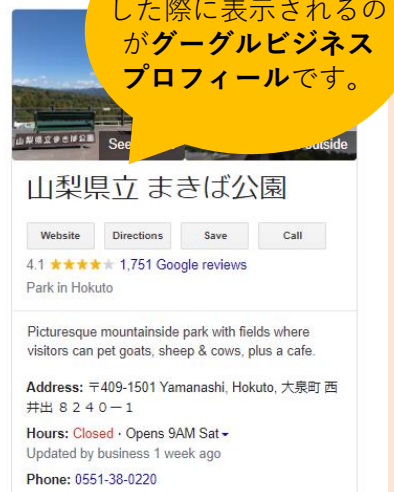 した際に表示されるの
がグーグルビジネス
プロフィールです。
山梨県立まきば公園
See
outside
山梨県立 まきば公園
Website Directions Save Call
4.1 ★★★★★ 1,751 Google reviews
Park in Hokuto
Picturesque mountainside park with fields where
visitors can pet goats, sheep & cows, plus a cafe.
Address: 〒409-1501 Yamanashi, Hokuto, 大泉町 西
井出 ８２４０－１
Hours: Closed · Opens 9AM Sat
Updated by business 1 week ago
Phone: 0551-38-0220